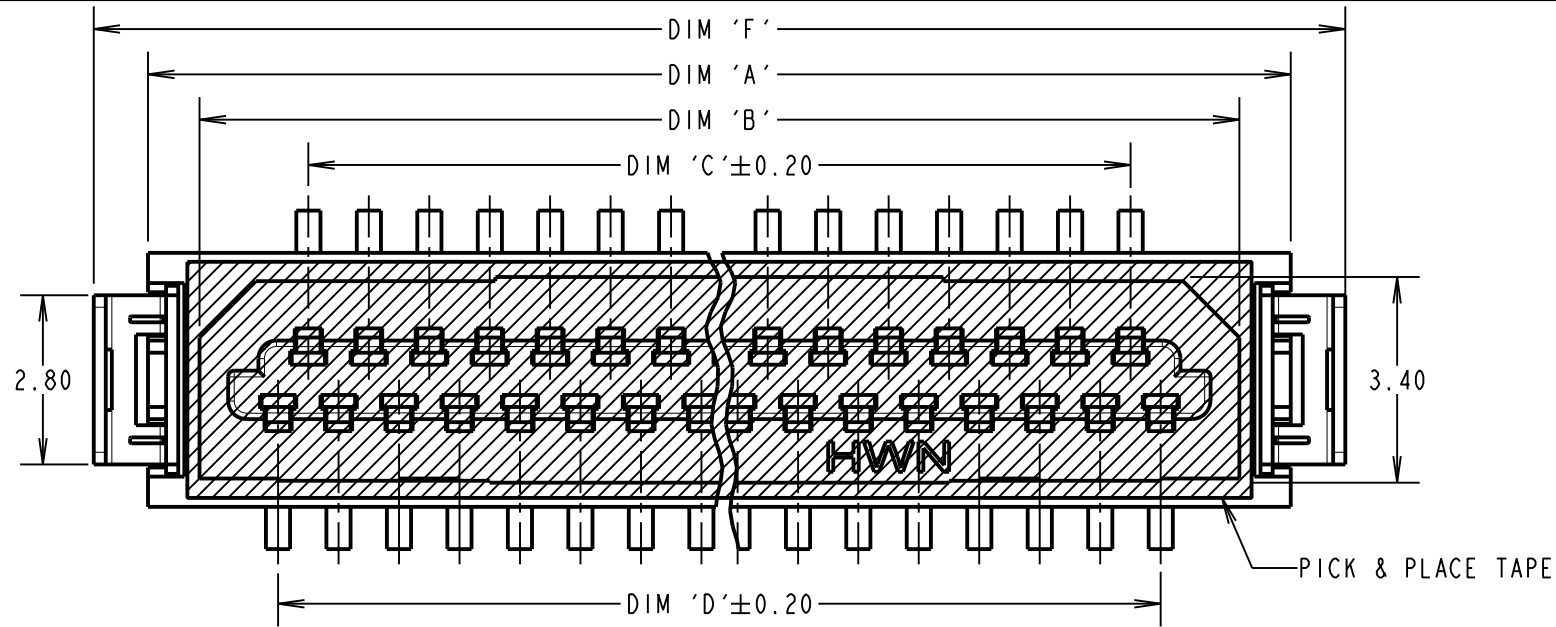 DIM 'F'
DIM 'A'
DIM 'B'
DIM 'C'±0.20
2.80
3.40
HWN
PICK & PLACE TAPE
DIM 'D'±0.20